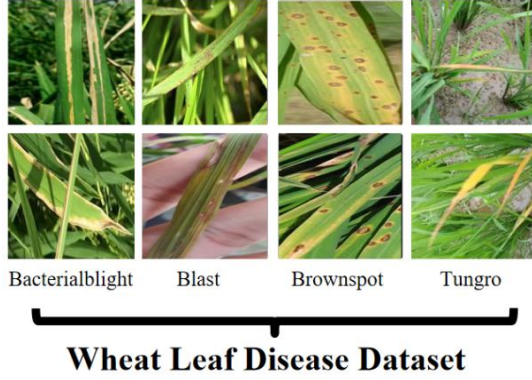 Bacterialblight Blast Brownspot Tungro
Wheat Leaf Disease Dataset